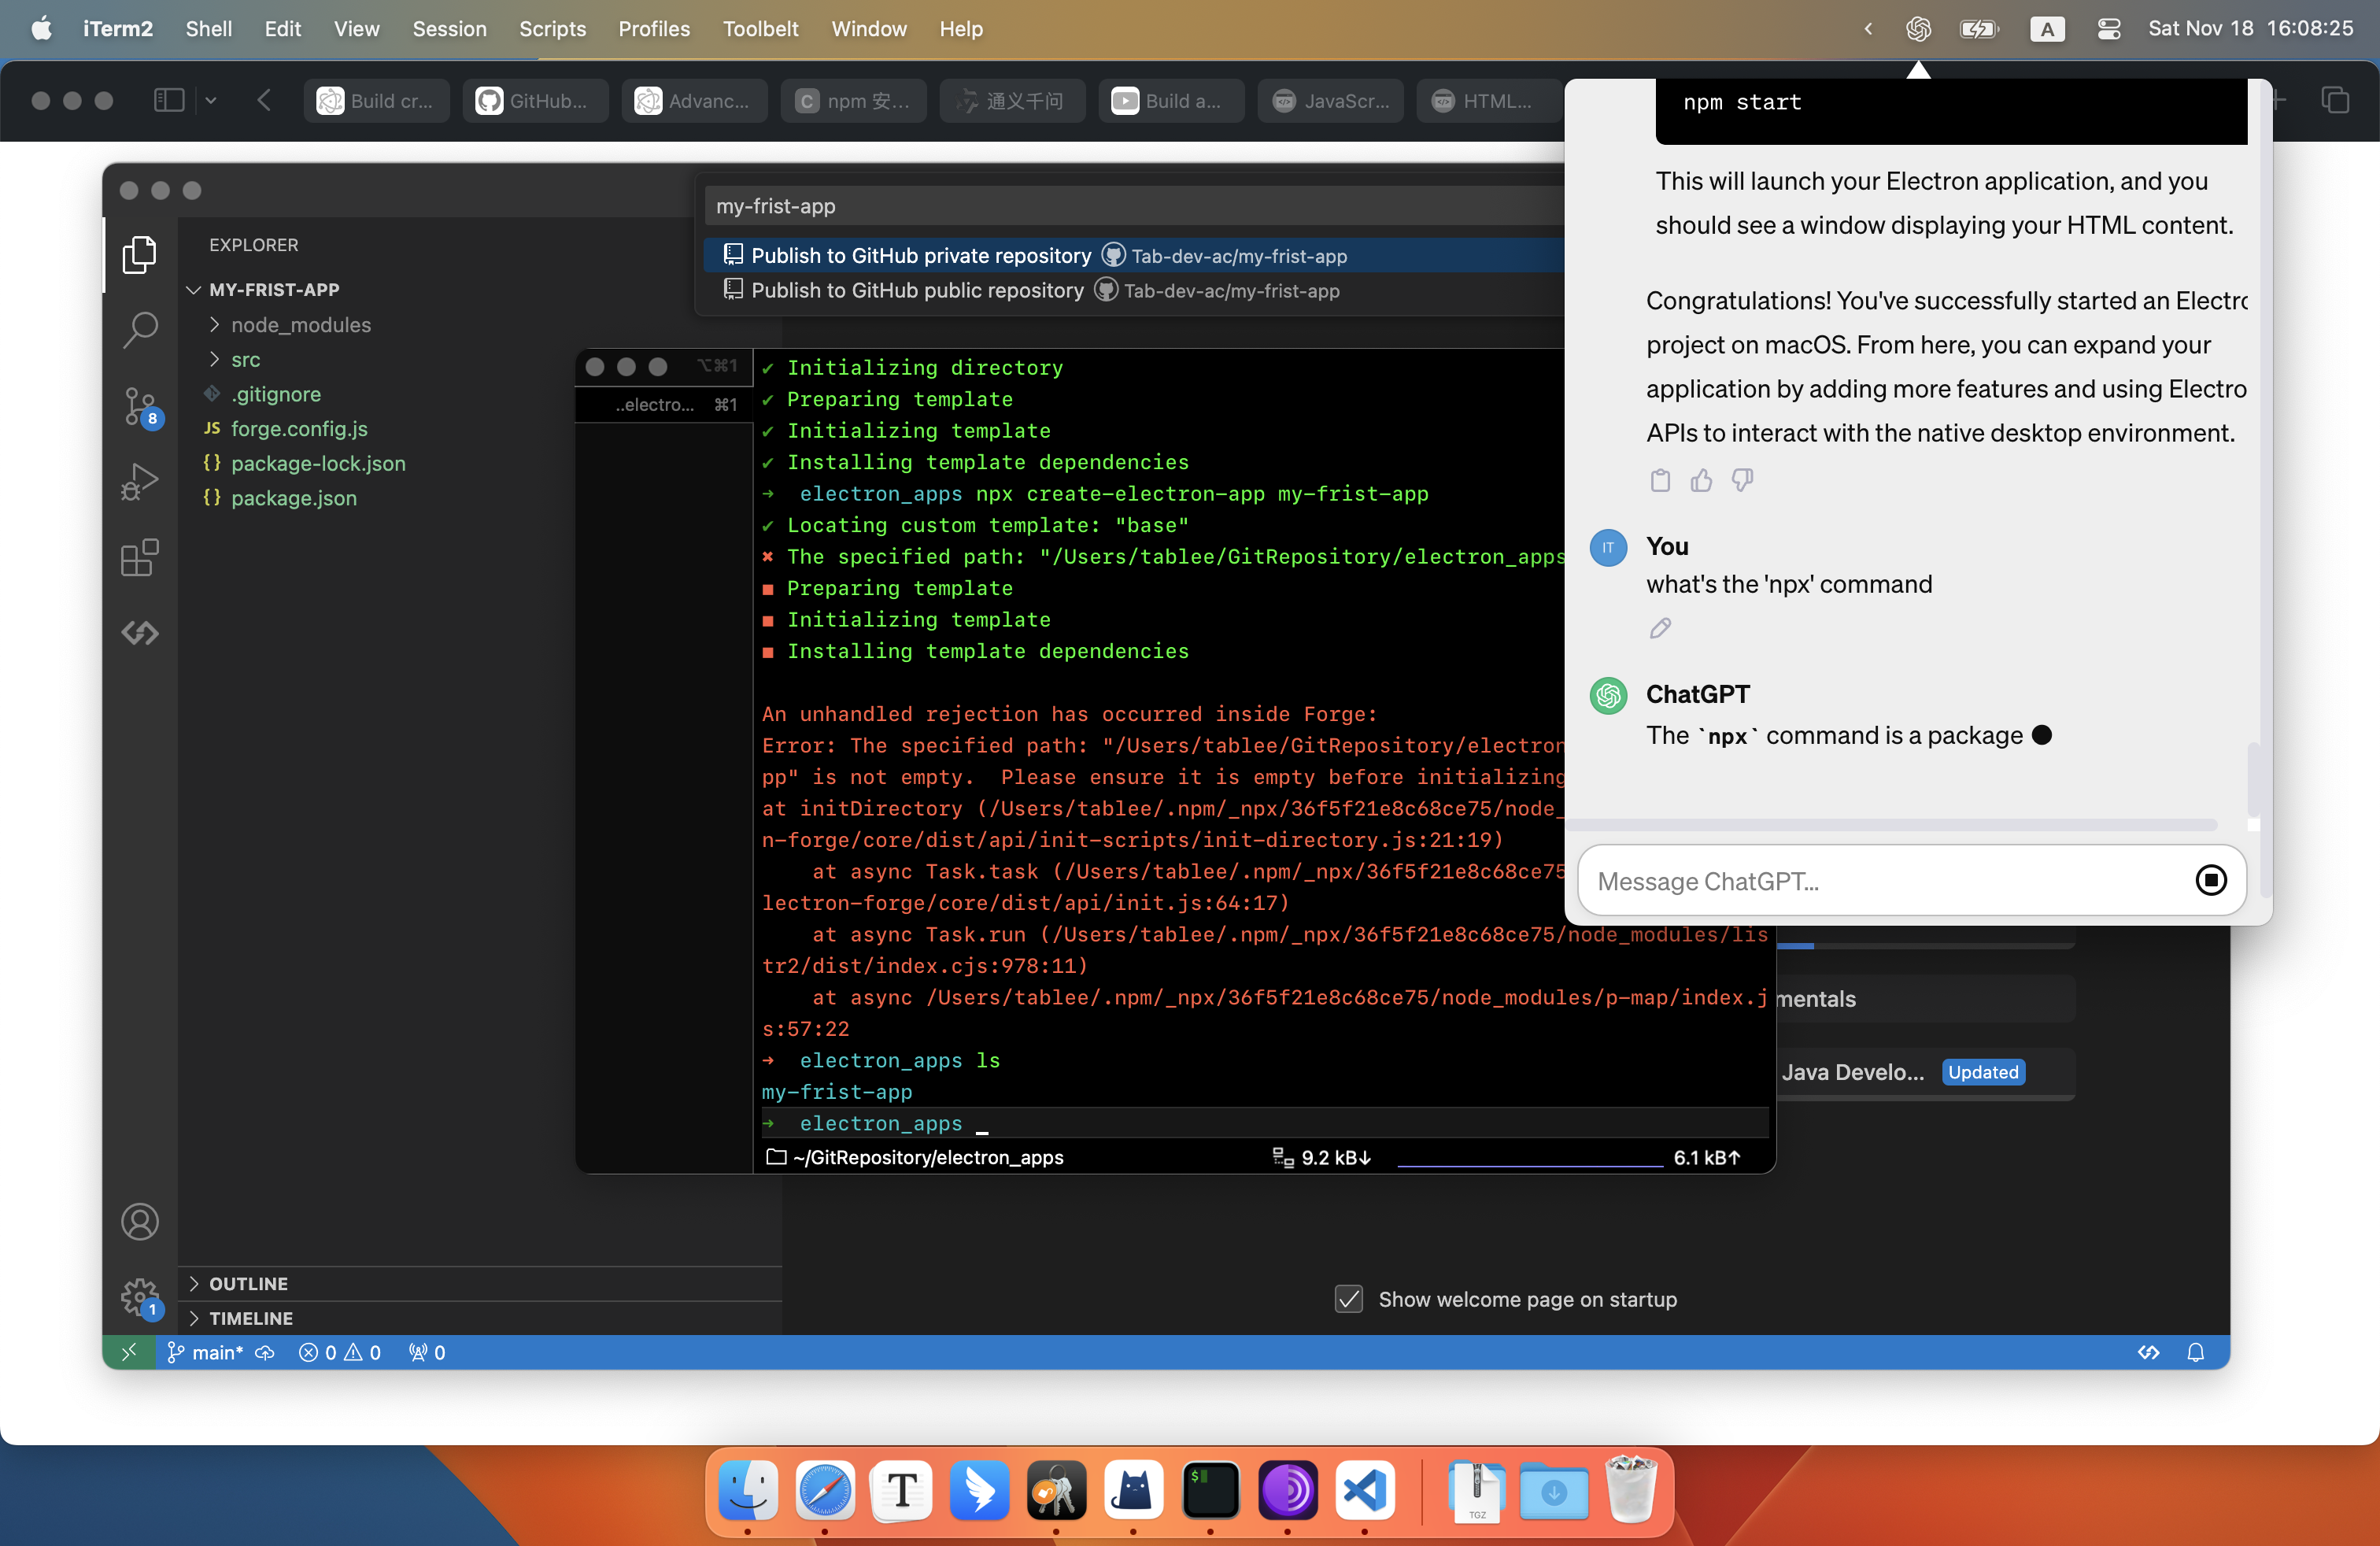 iTerm2 Shell Edit View Session Scripts Profiles Toolbelt Window Help
A Sat Nov 18 16:08:25
Build cr... GitHub... Advanc... C npm 安... 通义千问 Build a... JavaScr... HTML...
my-frist-app
Publish to GitHub private repository Tab-dev-ac/my-frist-app
Publish to GitHub public repository Tab-dev-ac/my-frist-app
EXPLORER
MY-FRIST-APP
node_modules
src
.gitignore
JS forge.config.js
{} package-lock.json
{} package.json
8
1
OUTLINE
TIMELINE
main* 0 0 0
⌥⌘1
..electro... ⌘1
✔ Initializing directory
✔ Preparing template
✔ Initializing template
✔ Installing template dependencies
➜ electron_apps npx create-electron-app my-frist-app
✔ Locating custom template: "base"
✖ The specified path: "/Users/tablee/GitRepository/electron_apps
■ Preparing template
■ Initializing template
■ Installing template dependencies
An unhandled rejection has occurred inside Forge:
Error: The specified path: "/Users/tablee/GitRepository/electron
pp" is not empty. Please ensure it is empty before initializing
at initDirectory (/Users/tablee/.npm/_npx/36f5f21e8c68ce75/node_
n-forge/core/dist/api/init-scripts/init-directory.js:21:19)
at async Task.task (/Users/tablee/.npm/_npx/36f5f21e8c68ce75
lectron-forge/core/dist/api/init.js:64:17)
at async Task.run (/Users/tablee/.npm/_npx/36f5f21e8c68ce75/node_modules/lis
tr2/dist/index.cjs:978:11)
at async /Users/tablee/.npm/_npx/36f5f21e8c68ce75/node_modules/p-map/index.j
s:57:22
➜ electron_apps ls
my-frist-app
➜ electron_apps _
~/GitRepository/electron_apps 9.2 kB↓ 6.1 kB↑
npm start
This will launch your Electron application, and you
should see a window displaying your HTML content.
Congratulations! You've successfully started an Electro
project on macOS. From here, you can expand your
application by adding more features and using Electro
APIs to interact with the native desktop environment.
IT You
what's the 'npx' command
ChatGPT
The `npx` command is a package
Message ChatGPT...
mentals
Java Develo... Updated
Show welcome page on startup
T
$
TGZ